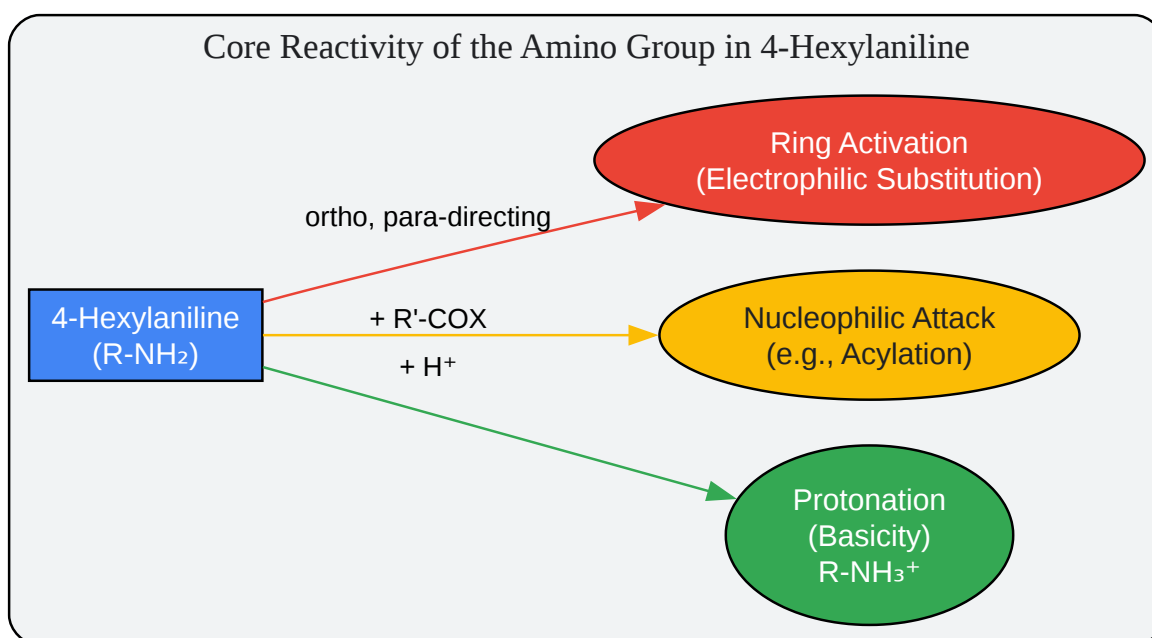 Core Reactivity of the Amino Group in 4-Hexylaniline
Ring Activation
(Electrophilic Substitution)
ortho, para-directing
4-Hexylaniline
(R-NH₂)
+ R'-COX
Nucleophilic Attack
(e.g., Acylation)
+ H⁺
Protonation
(Basicity)
R-NH₃⁺